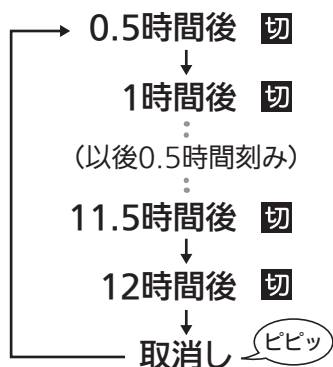 0.5時間後 切
1時間後 切
（以後0.5時間刻み）
11.5時間後 切
12時間後 切
取消し ピピッ